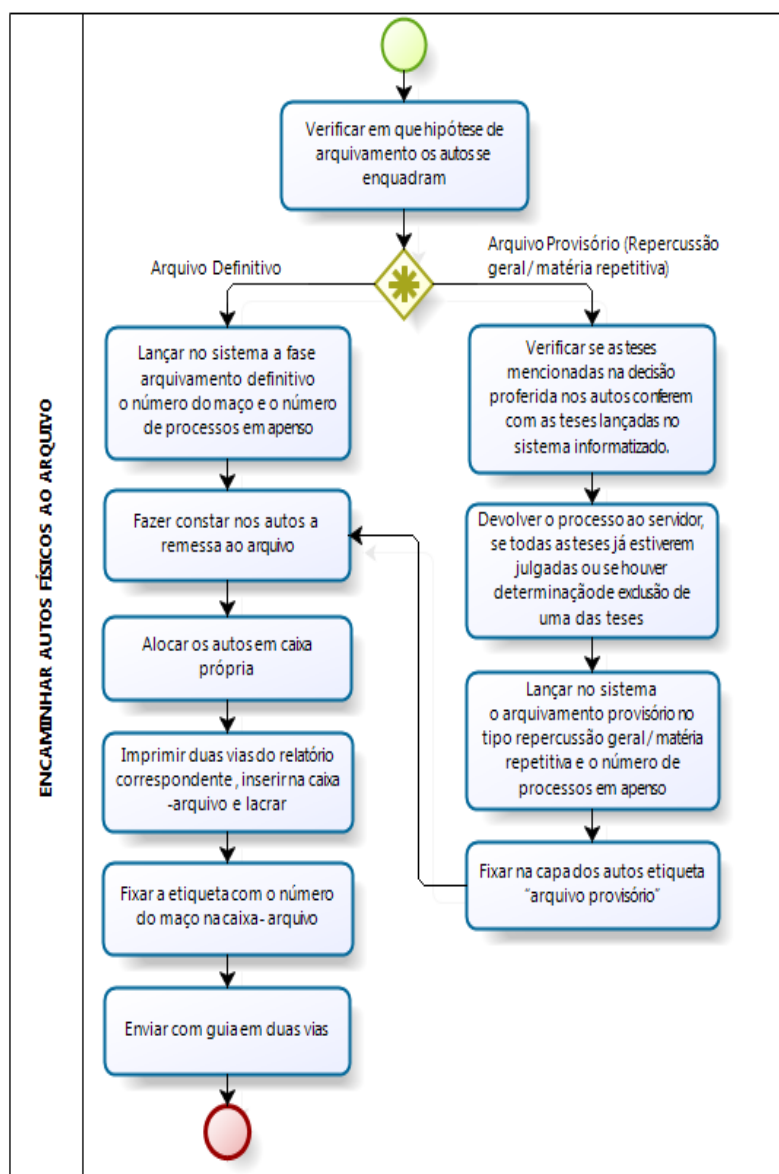 ENCAMINHAR AUTOS FÍSICOS AO ARQUIVO
Verificar em que hipótese de
arquivamento os autos se
enquadram
Arquivo Definitivo
Arquivo Provisório (Repercussão
geral / matéria repetitiva)
Lançar no sistema a fase
arquivamento definitivo
o número do maço e o número
de processos em apenso
Fazer constar nos autos a
remessa ao arquivo
Alocar os autos em caixa
própria
Imprimir duas vias do relatório
correspondente , inserir na caixa
-arquivo e lacrar
Fixar a etiqueta com o número
do maço na caixa- arquivo
Enviar com guia em duas vias
Verificar se as teses
mencionadas na decisão
proferida nos autos conferem
com as teses lançadas no
sistema informatizado.
Devolver o processo ao servidor,
se todas as teses já estiverem
julgadas ou se houver
determinação de exclusão de
uma das teses
Lançar no sistema
o arquivamento provisório no
tipo repercussão geral / matéria
repetitiva e o número de
processos em apenso
Fixar na capa dos autos etiqueta
“arquivo provisório”